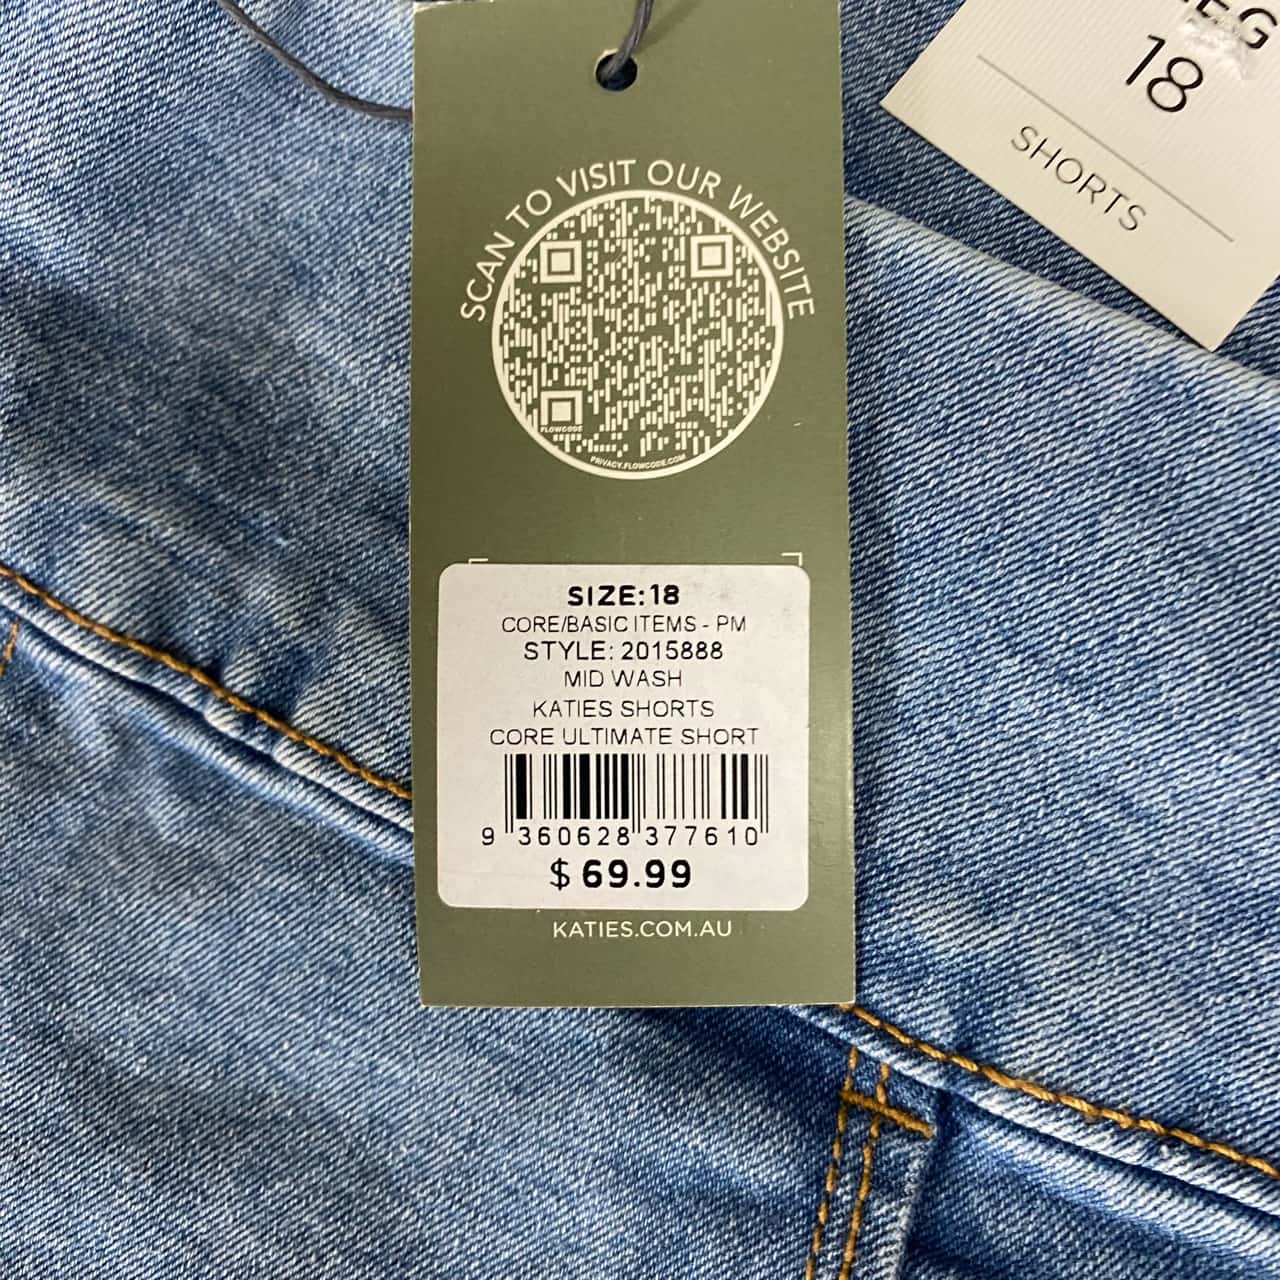 SCAN TO VISIT OUR WEBSITE
FLOWCODE
PRIVACY.FLOWCODE.COM
SIZE:18
CORE/BASIC ITEMS - PM
STYLE: 2015888
MID WASH
KATIES SHORTS
CORE ULTIMATE SHORT
9 360628 377610
$ 69.99
KATIES.COM.AU
18
SHORTS